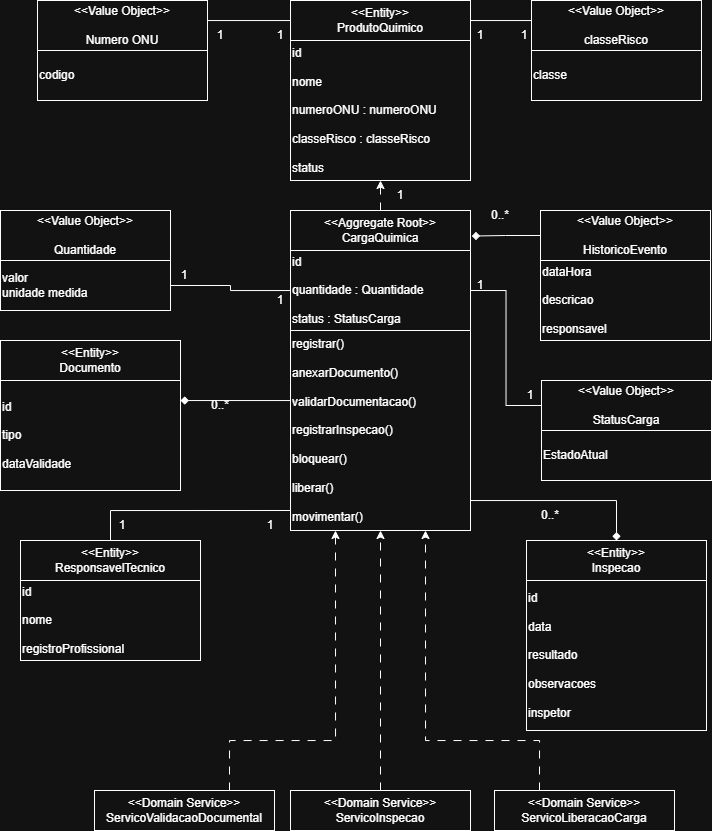 <<Value Object>>
Numero ONU
codigo
1
1
<<Entity>>
ProdutoQuimico
id
nome
numeroONU : numeroONU
classeRisco : classeRisco
status
1
1
<<Value Object>>
classeRisco
classe
1
<<Value Object>>
Quantidade
valor
unidade medida
1
1
<<Aggregate Root>>
CargaQuimica
id
quantidade : Quantidade
status : StatusCarga
registrar()
anexarDocumento()
validarDocumentacao()
registrarInspecao()
bloquear()
liberar()
movimentar()
0..*
<<Value Object>>
HistoricoEvento
dataHora
descricao
responsavel
1
1
<<Value Object>>
StatusCarga
EstadoAtual
<<Entity>>
Documento
id
tipo
dataValidade
0..*
1
1
<<Entity>>
ResponsavelTecnico
id
nome
registroProfissional
0..*
<<Entity>>
Inspecao
id
data
resultado
observacoes
inspetor
<<Domain Service>>
ServicoValidacaoDocumental
<<Domain Service>>
ServicoInspecao
<<Domain Service>>
ServicoLiberacaoCarga